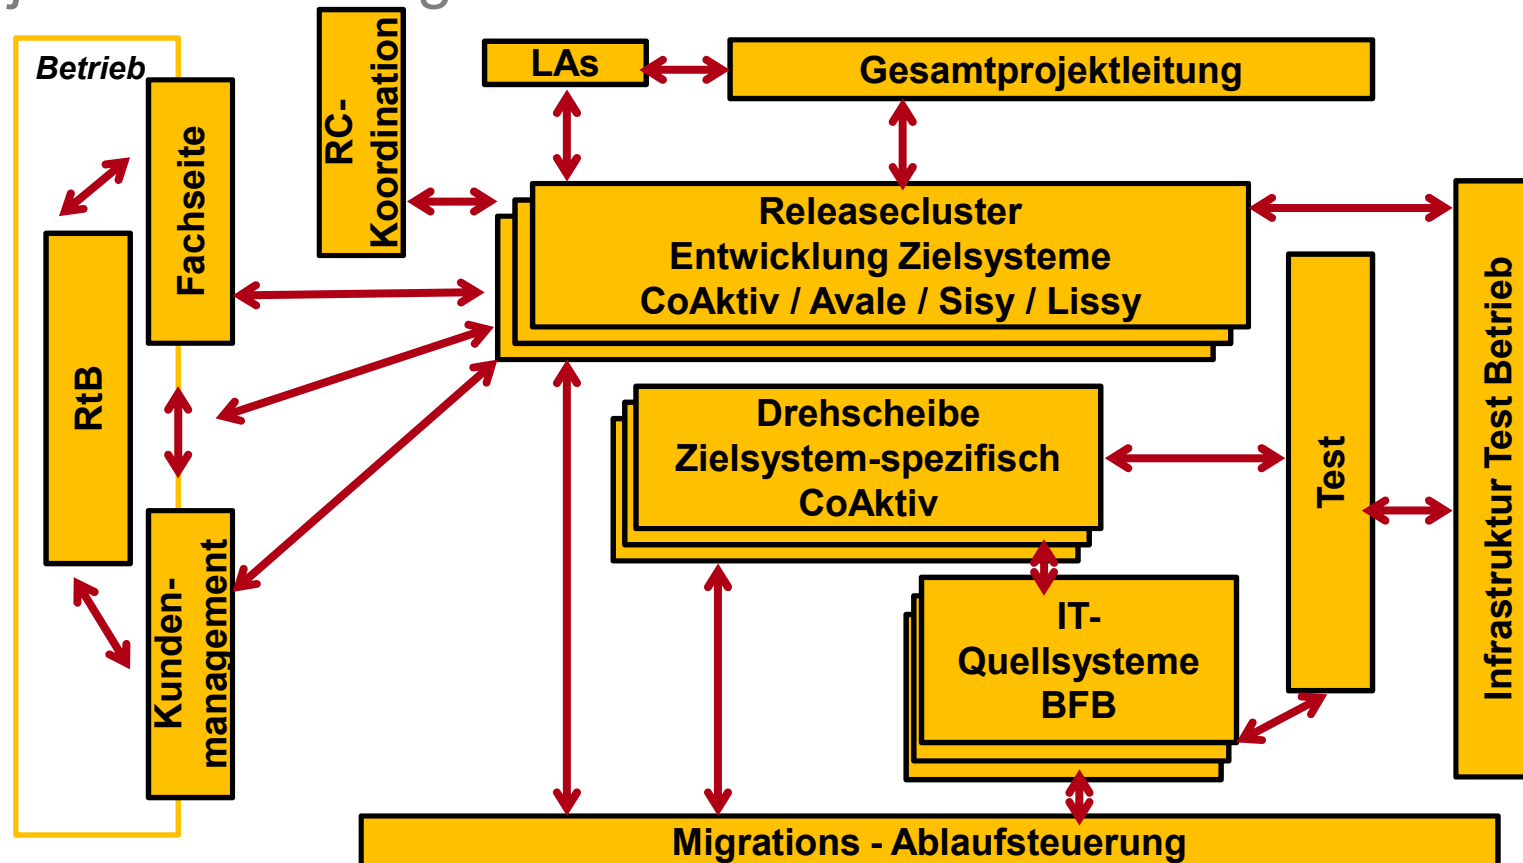 Betrieb
Fachseite
RtB
Kunden-
management
RC-
Koordination
LAs
Gesamtprojektleitung
Releasecluster
Entwicklung Zielsysteme
CoAktiv / Avale / Sisy / Lissy
Drehscheibe
Zielsystem-spezifisch
CoAktiv
IT-
Quellsysteme
BFB
Test
Infrastruktur Test Betrieb
Migrations - Ablaufsteuerung